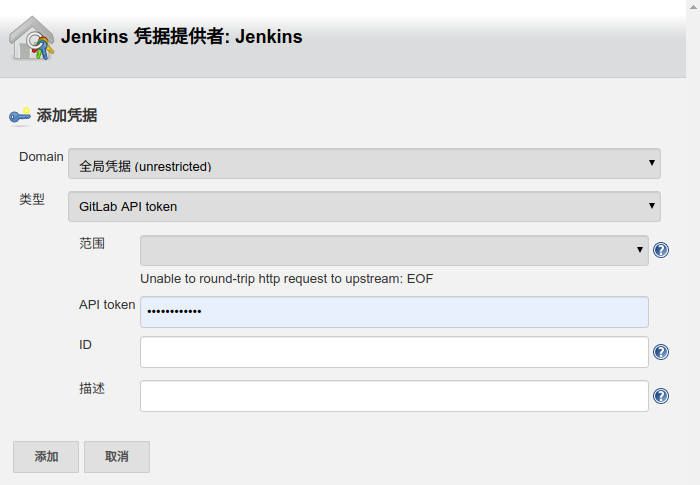 Jenkins 凭据提供者: Jenkins
添加凭据
Domain 全局凭据 (unrestricted)
类型 GitLab API token
范围
Unable to round-trip http request to upstream: EOF
API token ••••••••••••
ID
描述
添加 取消